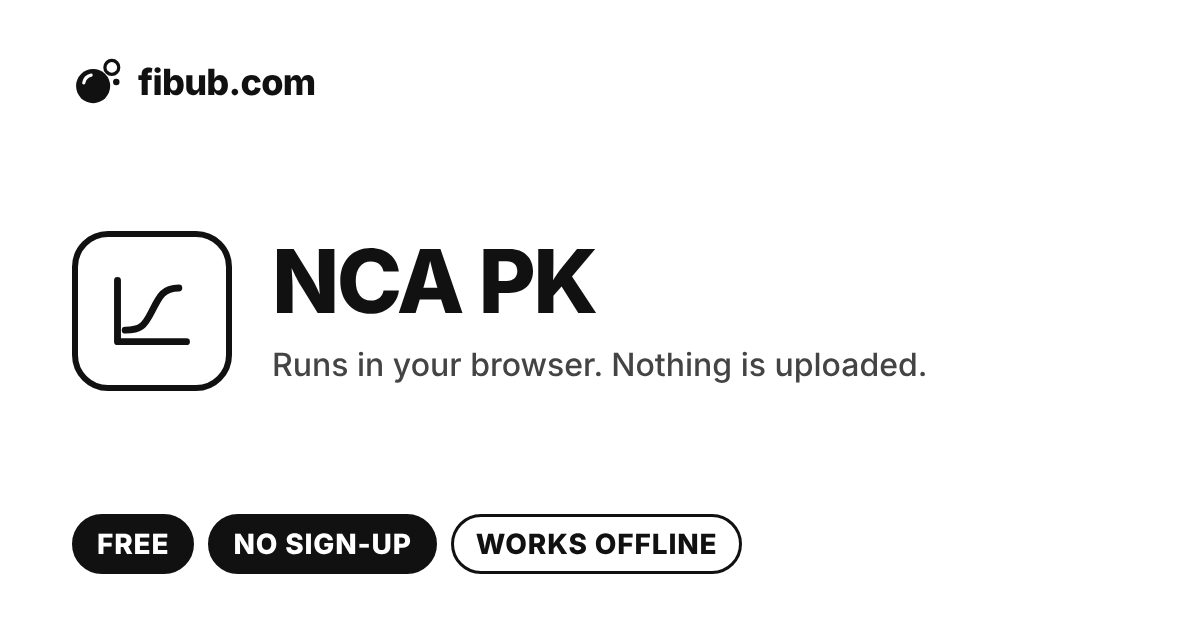 fibub.com
NCA PK
Runs in your browser. Nothing is uploaded.
FREE NO SIGN-UP WORKS OFFLINE